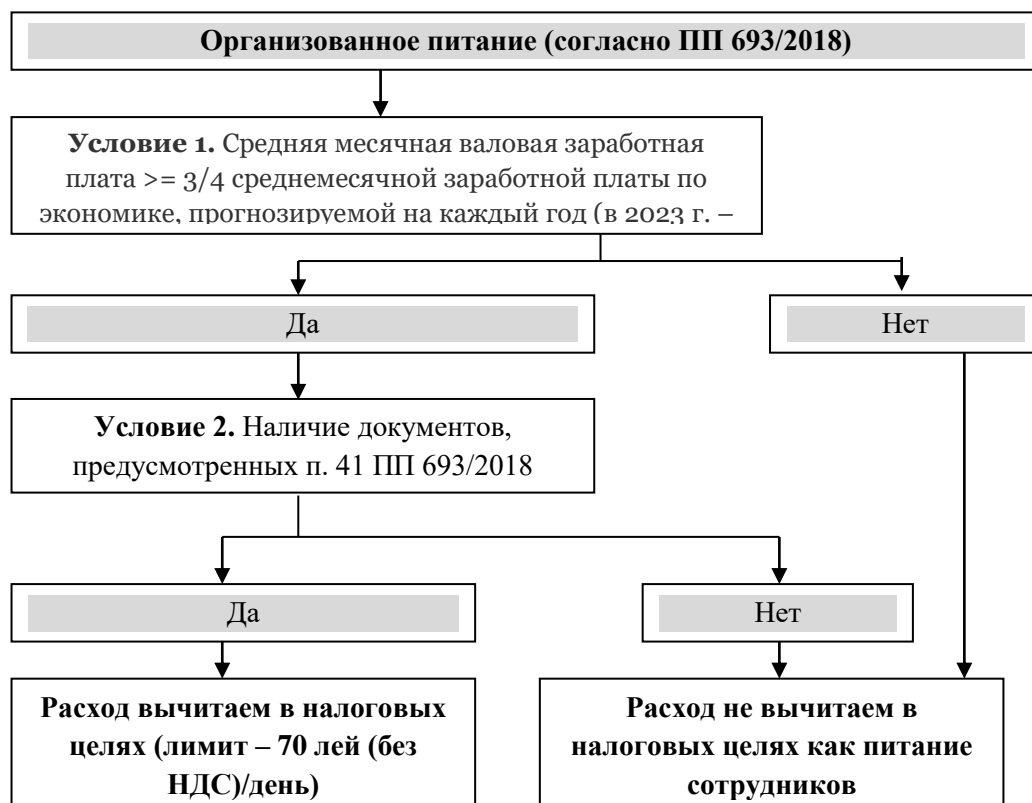 Организованное питание (согласно ПП 693/2018)
Условие 1. Средняя месячная валовая заработная
плата >= 3/4 среднемесячной заработной платы по
экономике, прогнозируемой на каждый год (в 2023 г. –
Да
Нет
Условие 2. Наличие документов,
предусмотренных п. 41 ПП 693/2018
Да
Нет
Расход вычитаем в налоговых
целях (лимит – 70 лей (без
НДС)/день)
Расход не вычитаем в
налоговых целях как питание
сотрудников